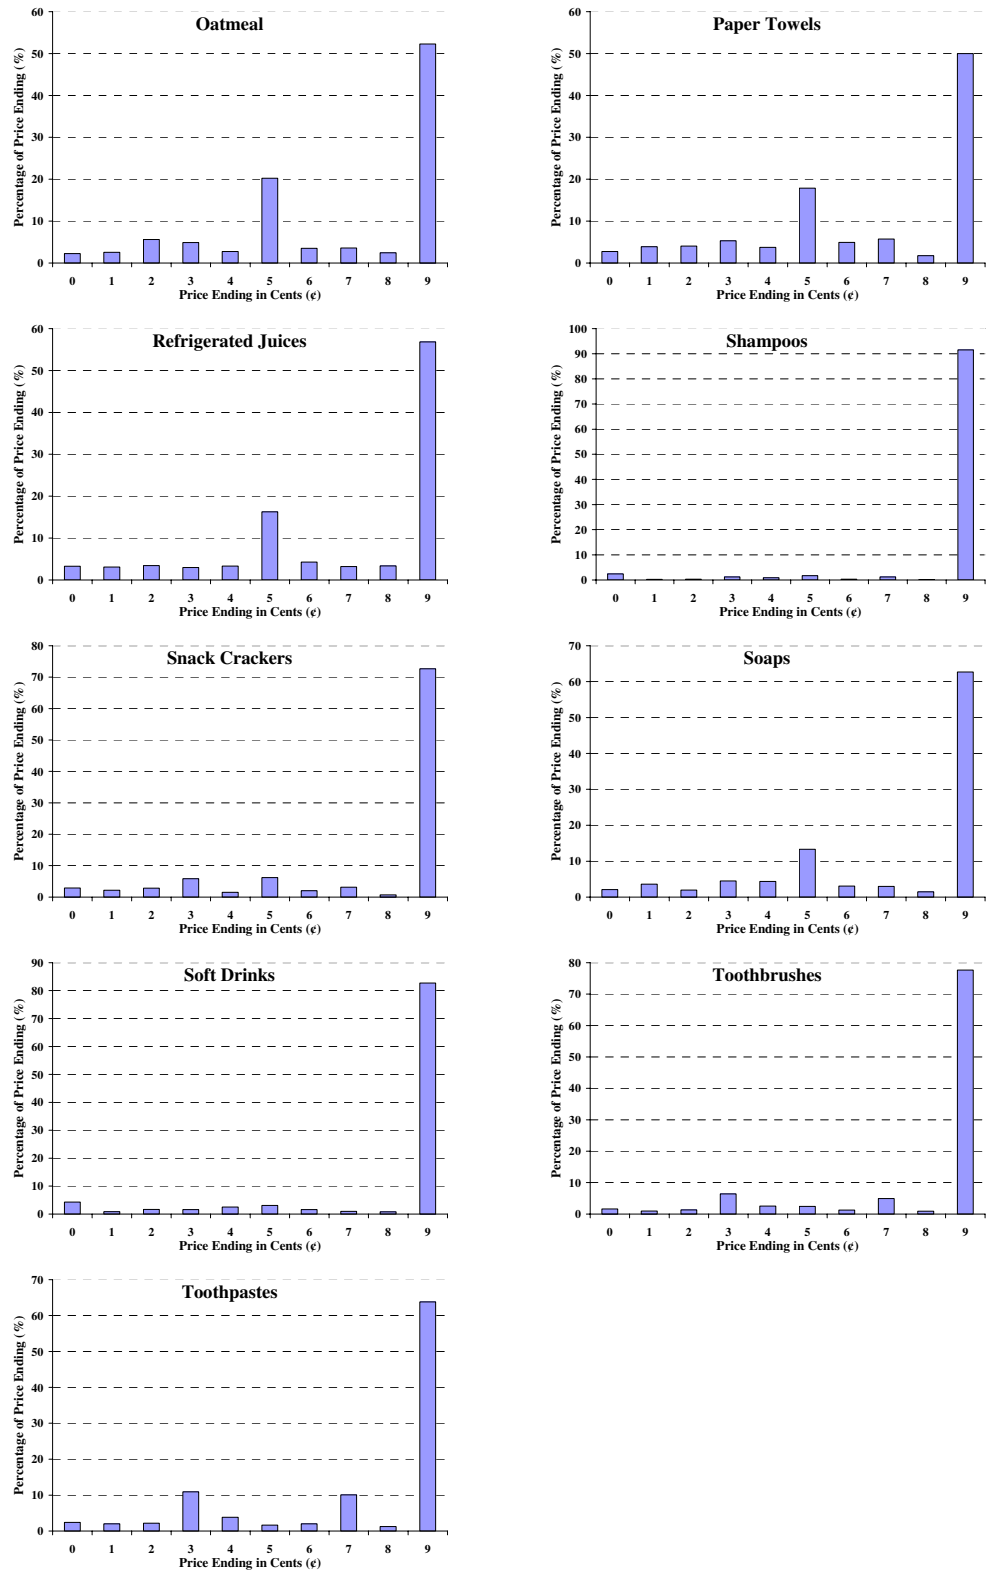 Oatmeal
Percentage of Price Ending (%)
60
50
40
30
20
10
0
0 1 2 3 4 5 6 7 8 9
Price Ending in Cents (¢)
Paper Towels
Percentage of Price Ending (%)
60
50
40
30
20
10
0
0 1 2 3 4 5 6 7 8 9
Price Ending in Cents (¢)
Refrigerated Juices
Percentage of Price Ending (%)
60
50
40
30
20
10
0
0 1 2 3 4 5 6 7 8 9
Price Ending in Cents (¢)
Shampoos
Percentage of Price Ending (%)
100
90
80
70
60
50
40
30
20
10
0
0 1 2 3 4 5 6 7 8 9
Price Ending in Cents (¢)
Snack Crackers
Percentage of Price Ending (%)
80
70
60
50
40
30
20
10
0
0 1 2 3 4 5 6 7 8 9
Price Ending in Cents (¢)
Soaps
Percentage of Price Ending (%)
70
60
50
40
30
20
10
0
0 1 2 3 4 5 6 7 8 9
Price Ending in Cents (¢)
Soft Drinks
Percentage of Price Ending (%)
90
80
70
60
50
40
30
20
10
0
0 1 2 3 4 5 6 7 8 9
Price Ending in Cents (¢)
Toothbrushes
Percentage of Price Ending (%)
80
70
60
50
40
30
20
10
0
0 1 2 3 4 5 6 7 8 9
Price Ending in Cents (¢)
Toothpastes
Percentage of Price Ending (%)
70
60
50
40
30
20
10
0
0 1 2 3 4 5 6 7 8 9
Price Ending in Cents (¢)